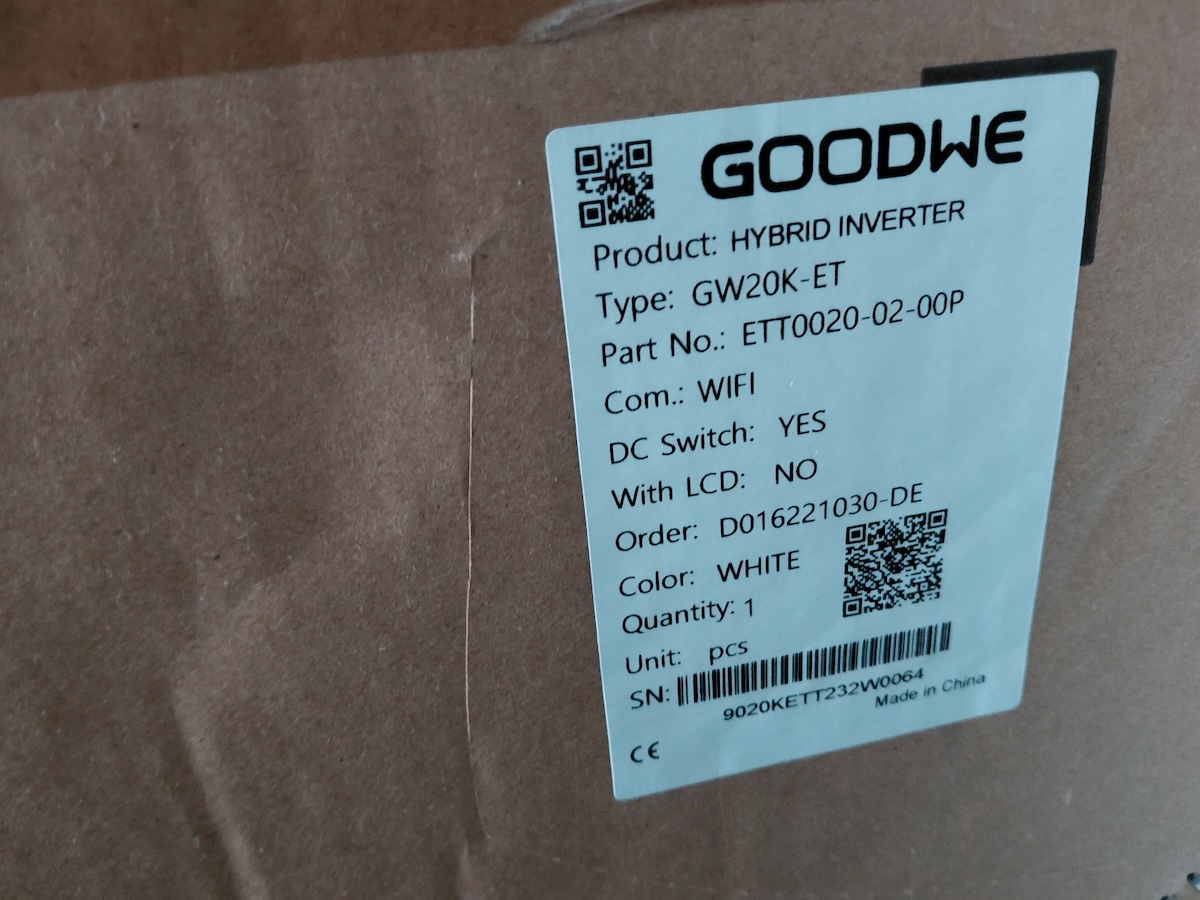 GOODWE
Product: HYBRID INVERTER
Type: GW20K-ET
Part No.: ETT0020-02-00P
Com.: WIFI
DC Switch: YES
With LCD: NO
Order: D016221030-DE
Color: WHITE
Quantity: 1
Unit: pcs
SN:
9020KETT232W0064
Made in China
CE